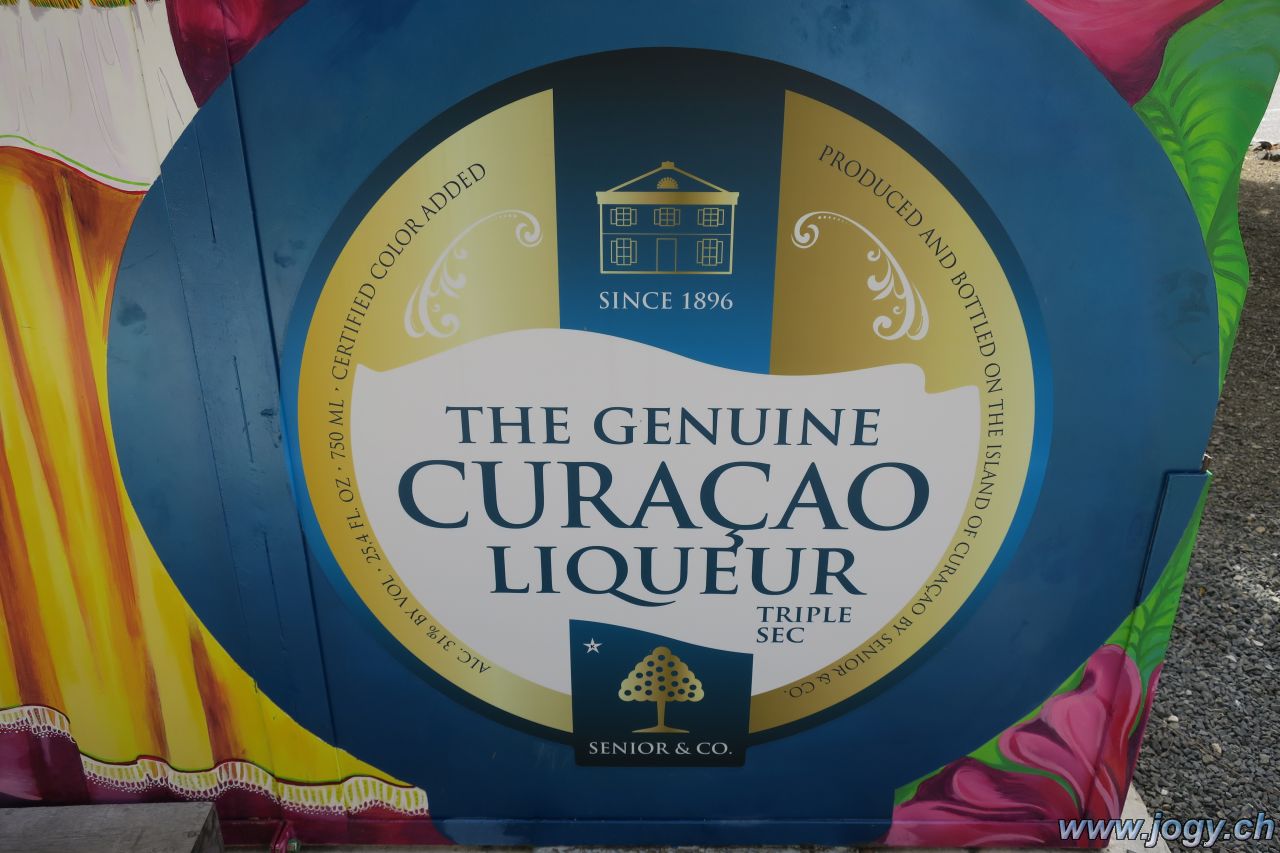 SINCE 1896
THE GENUINE
CURAÇAO
LIQUEUR
TRIPLE
SEC
SENIOR & CO.
ALC. 31% BY VOL · 25.4 FL. OZ · 750 ML · CERTIFIED COLOR ADDED
PRODUCED AND BOTTLED ON THE ISLAND OF CURAÇAO BY SENIOR & CO.
www.jogy.ch